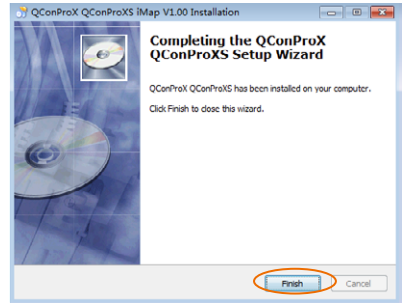 QConProX QConProXS iMap V1.00 Installation
Completing the QConProX
QConProXS Setup Wizard
QConProX QConProXS has been installed on your computer.
Click Finish to close this wizard.
Finish
Cancel